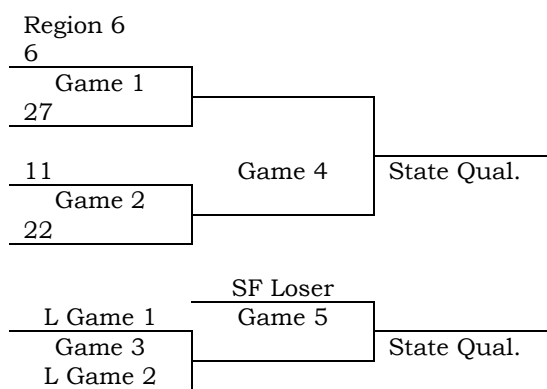 Region 6
6
Game 1
27
11
Game 4
State Qual.
Game 2
22
SF Loser
L Game 1
Game 5
Game 3
State Qual.
L Game 2